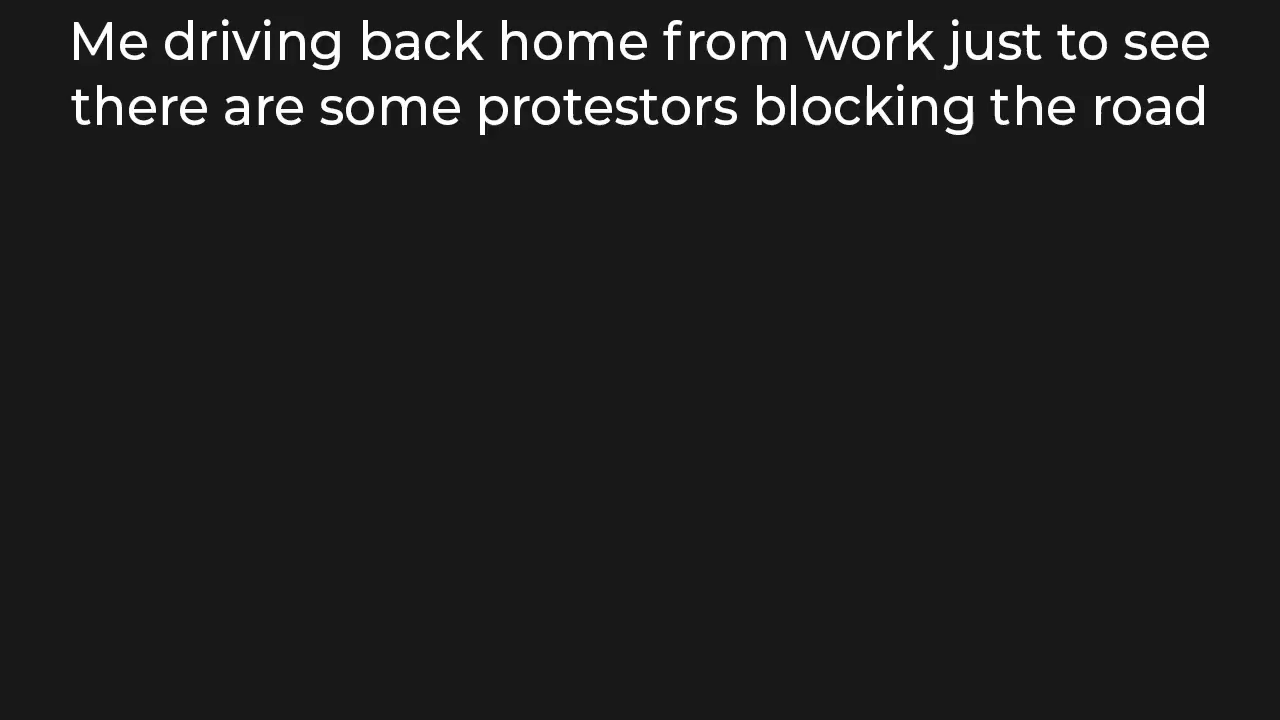 Me driving back home from work just to see
there are some protestors blocking the road